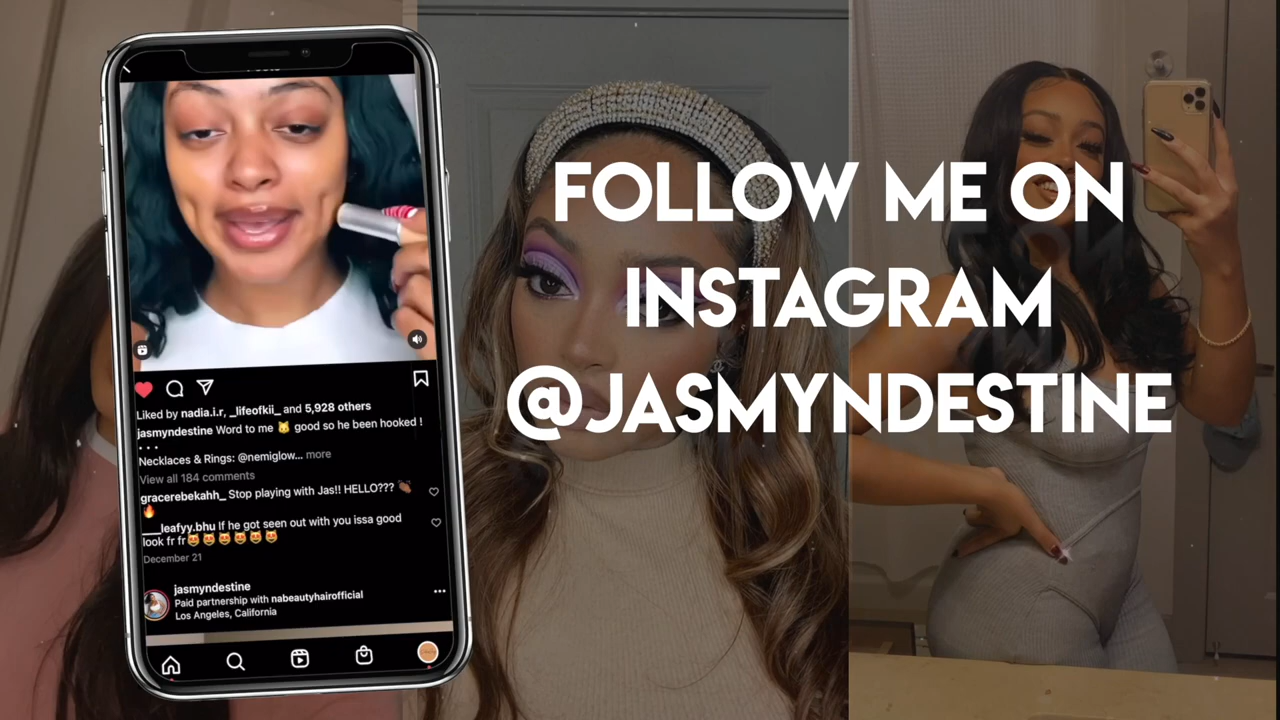 Liked by nadia.i.r, _lifeofkii_ and 5,928 others
jasmyndestine Word to me 🐱 good so he been hooked !
. . .
Necklaces & Rings: @nemiglow... more
View all 184 comments
gracerebekahh_ Stop playing with Jas!! HELLO??? 👏🏾
🔥
___leafyy.bhu If he got seen out with you issa good
look fr fr😻😻😻😻😻😻
December 21
jasmyndestine
Paid partnership with nabeautyhairofficial
Los Angeles, California
FOLLOW ME ON
INSTAGRAM
@JASMYNDESTINE